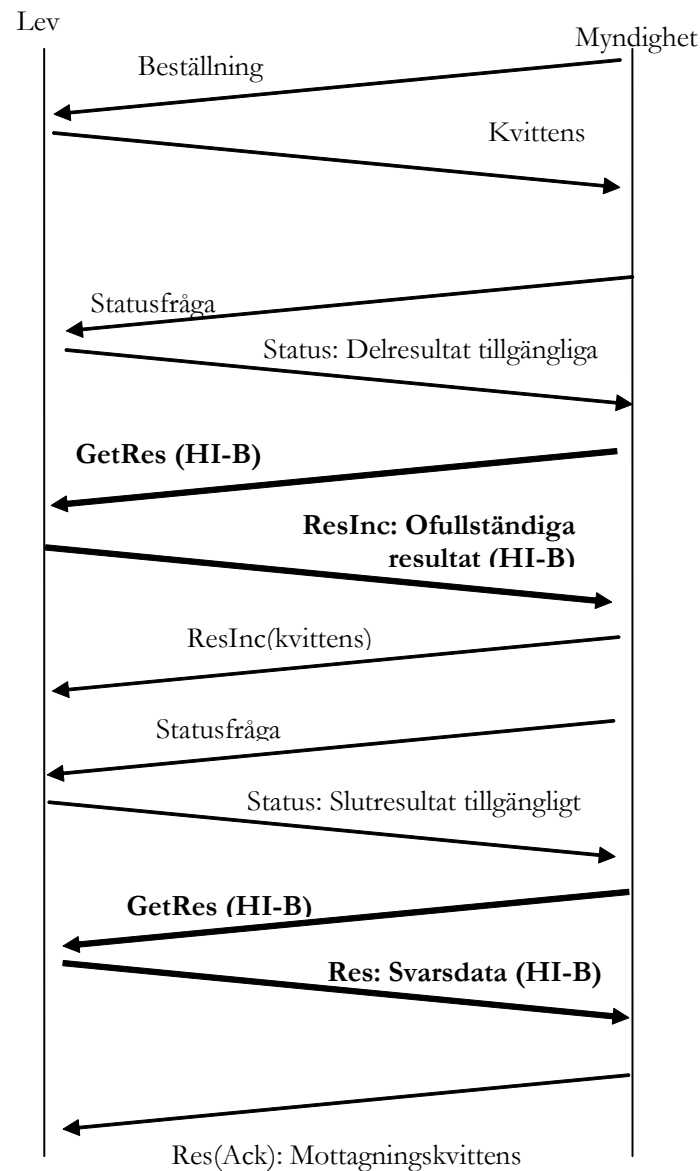 Lev
Myndighet
Beställning
Kvittens
Statusfråga
Status: Delresultat tillgängliga
GetRes (HI-B)
ResInc: Ofullständiga
resultat (HI-B)
ResInc(kvittens)
Statusfråga
Status: Slutresultat tillgängligt
GetRes (HI-B)
Res: Svarsdata (HI-B)
Res(Ack): Mottagningskvittens